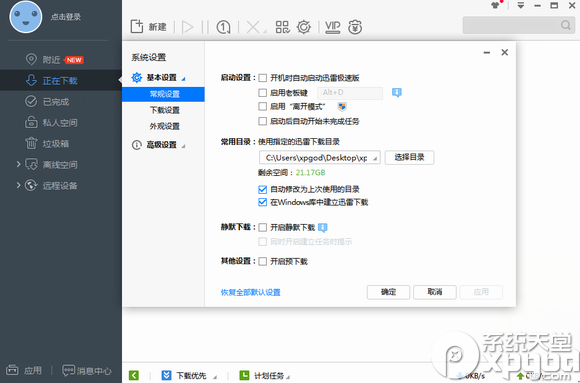 点击登录
新建
VIP
附近 NEW
正在下载
已完成
私人空间
垃圾箱
离线空间
远程设备
应用
消息中心
系统设置
基本设置
常规设置
下载设置
外观设置
高级设置
启动设置： 开机时自动启动迅雷极速版
启用老板键 Alt+D
启用“离开模式”
启动后自动开始未完成任务
常用目录： 使用指定的迅雷下载目录
C:\Users\xpgod\Desktop\xp 选择目录
剩余空间：21.17GB
自动修改为上次使用的目录
在Windows库中建立迅雷下载
静默下载： 开启静默下载
同时开启建立任务时提示
其他设置： 开启预下载
恢复全部默认设置
确定 取消 应用
下载优先 计划任务 0KB/s
系统天堂